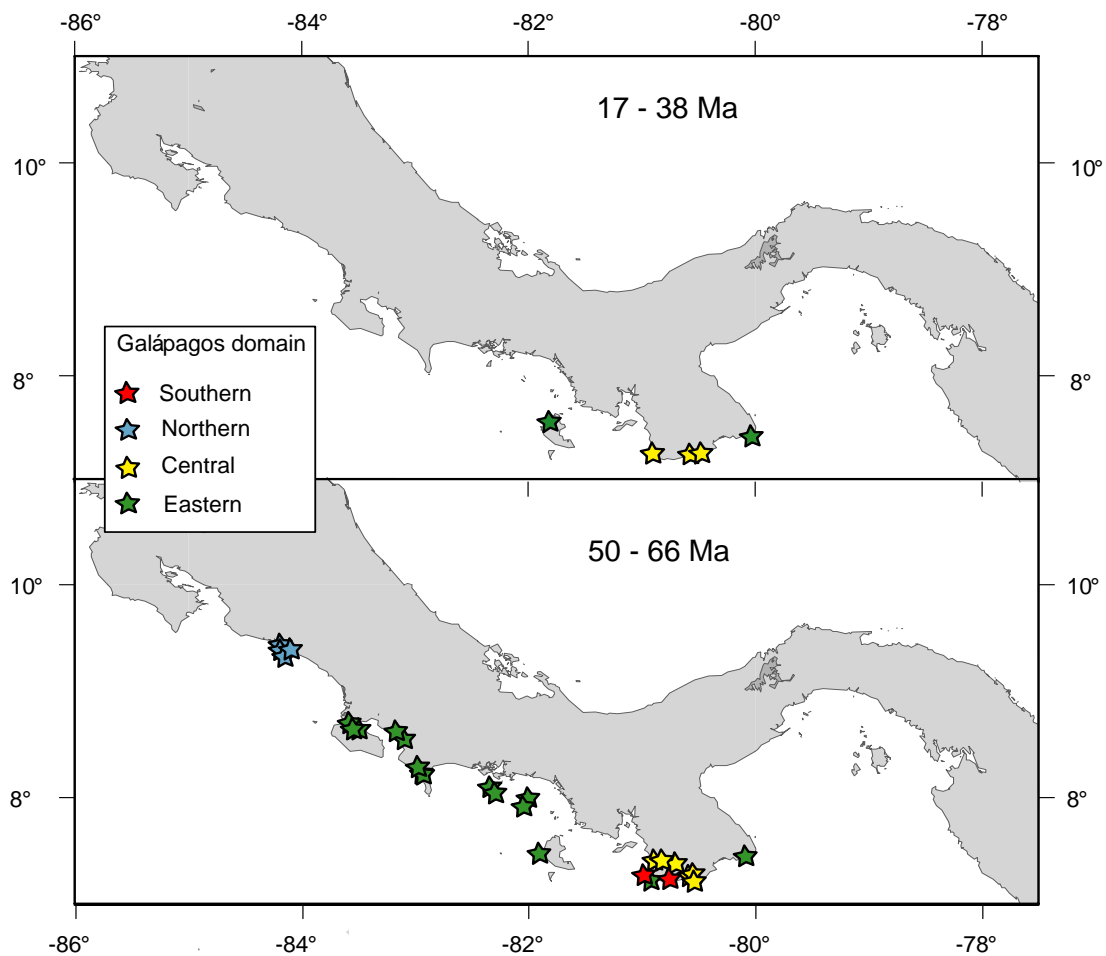 -86° -84° -82° -80° -78°
17 - 38 Ma
10° 10°
8° 8°
Galápagos domain
Southern
Northern
Central
Eastern
50 - 66 Ma
10° 10°
8° 8°
-86° -84° -82° -80° -78°